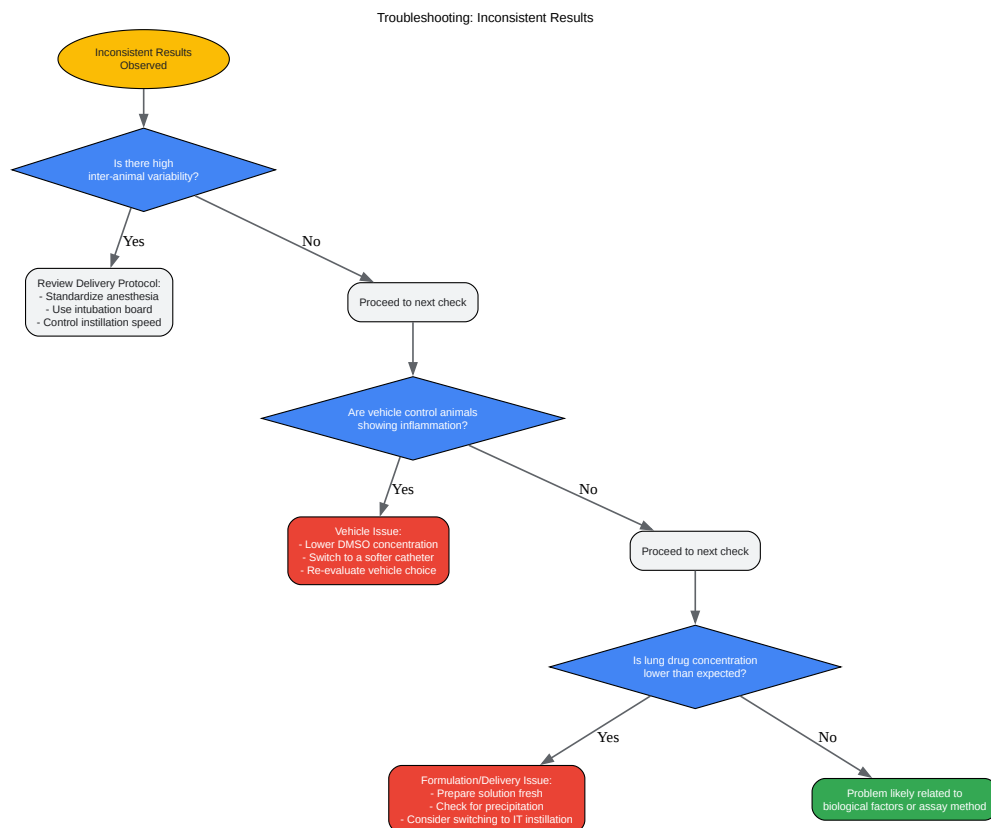 Troubleshooting: Inconsistent Results
Inconsistent Results
Observed
Is there high
inter-animal variability?
Yes
No
Review Delivery Protocol:
- Standardize anesthesia
- Use intubation board
- Control instillation speed
Proceed to next check
Are vehicle control animals
showing inflammation?
Yes
No
Vehicle Issue:
- Lower DMSO concentration
- Switch to a softer catheter
- Re-evaluate vehicle choice
Proceed to next check
Is lung drug concentration
lower than expected?
Yes
No
Formulation/Delivery Issue:
- Prepare solution fresh
- Check for precipitation
- Consider switching to IT instillation
Problem likely related to
biological factors or assay method